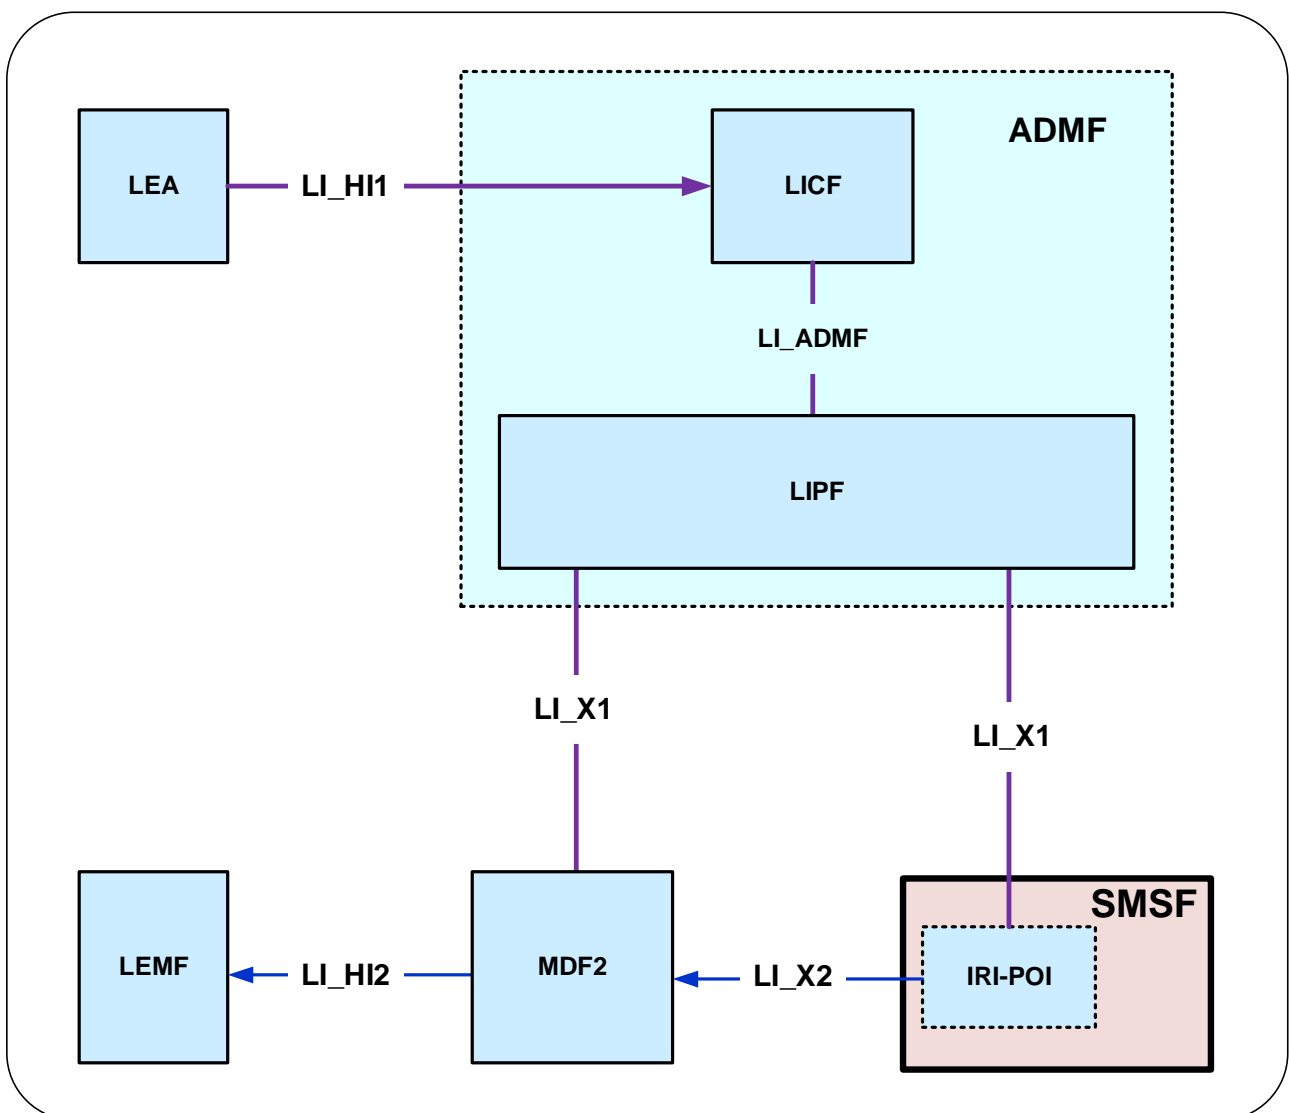 ADMF
LEA
LI_HI1
LICF
LI_ADMF
LIPF
LI_X1
LI_X1
SMSF
LEMF
LI_HI2
MDF2
LI_X2
IRI-POI